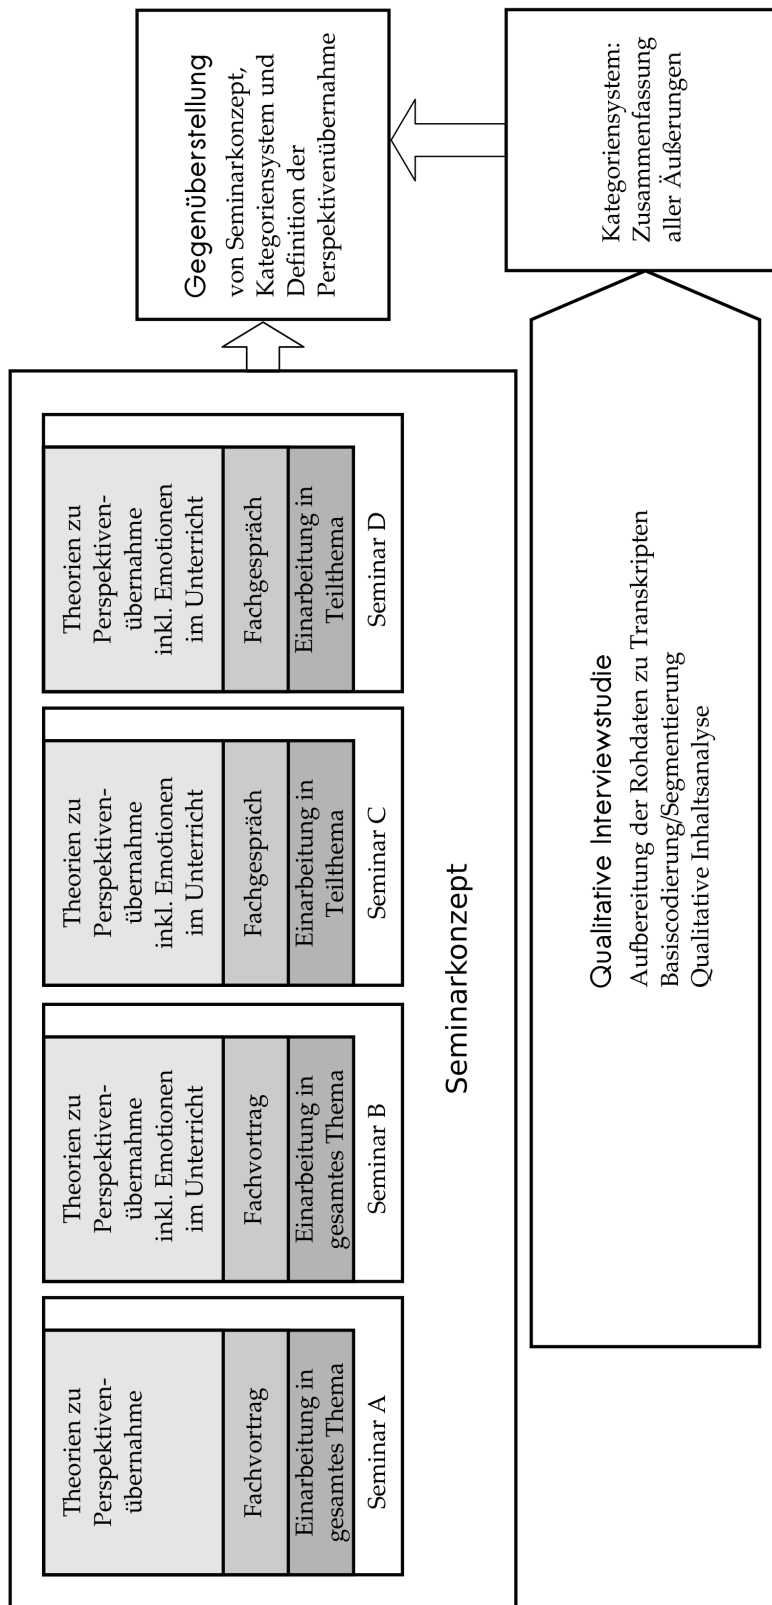 Theorien zu
Perspektiven-
übernahme
Fachvortrag
Einarbeitung in
gesamtes Thema
Seminar A
Theorien zu
Perspektiven-
übernahme
inkl. Emotionen
im Unterricht
Fachvortrag
Einarbeitung in
gesamtes Thema
Seminar B
Theorien zu
Perspektiven-
übernahme
inkl. Emotionen
im Unterricht
Fachgespräch
Einarbeitung in
Teilthema
Seminar C
Theorien zu
Perspektiven-
übernahme
inkl. Emotionen
im Unterricht
Fachgespräch
Einarbeitung in
Teilthema
Seminar D
Seminarkonzept
Gegenüberstellung
von Seminarkonzept,
Kategoriensystem und
Definition der
Perspektivenübernahme
Qualitative Interviewstudie
Aufbereitung der Rohdaten zu Transkripten
Basiscodierung/Segmentierung
Qualitative Inhaltsanalyse
Kategoriensystem:
Zusammenfassung
aller Äußerungen